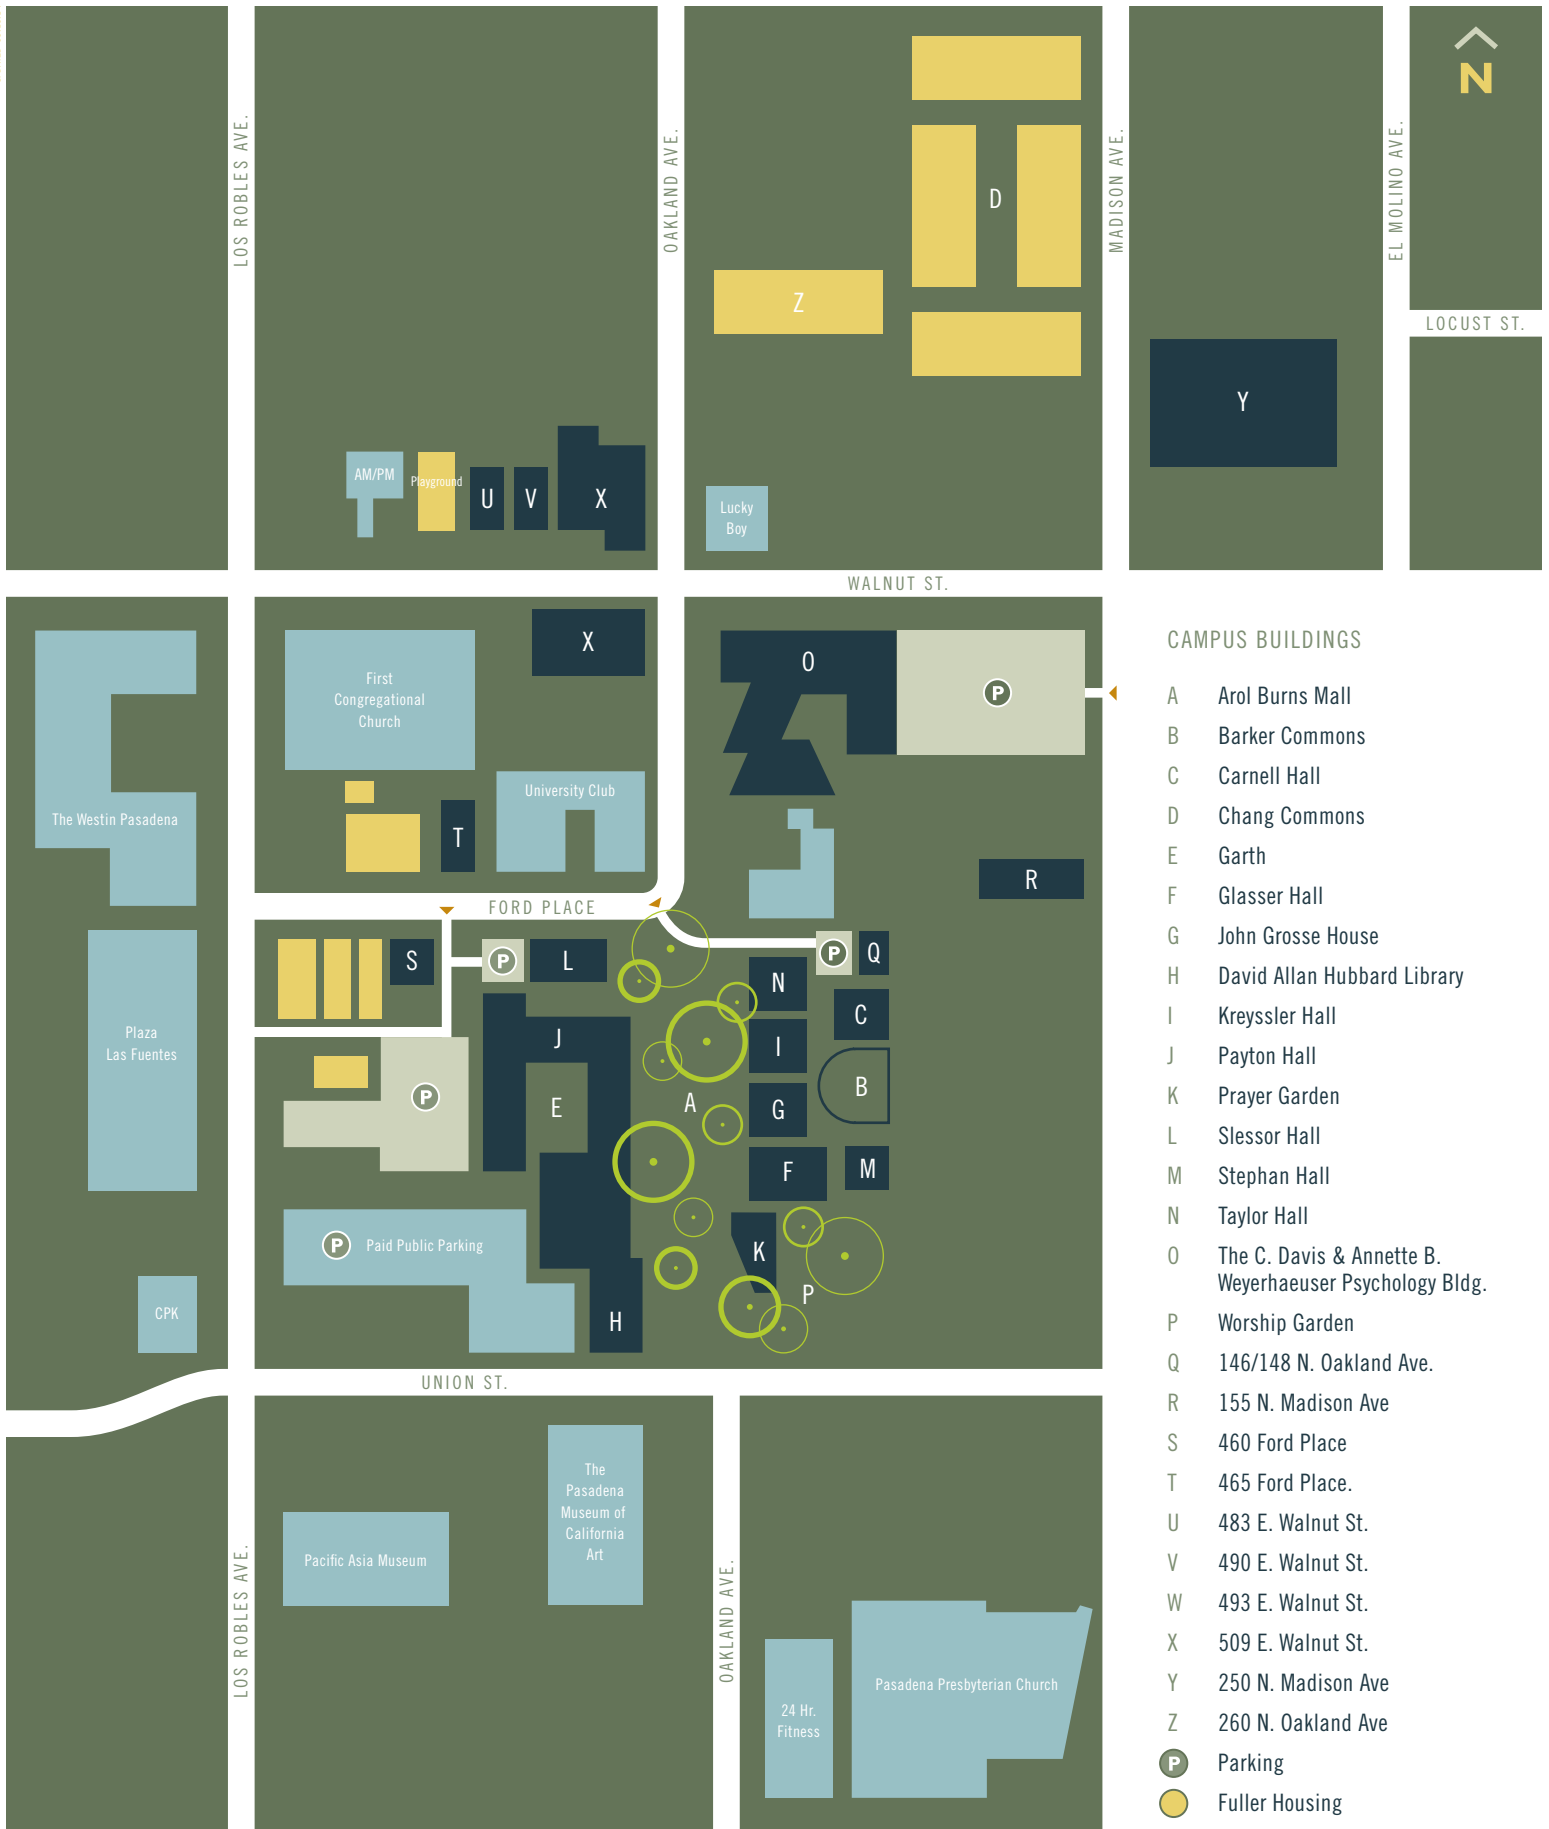 N
LOS ROBLES AVE.
OAKLAND AVE.
MADISON AVE.
EL MOLINO AVE.
LOCUST ST.
D
Z
Y
AM/PM
Playground
U
V
X
Lucky
Boy
WALNUT ST.
The Westin Pasadena
First
Congregational
Church
X
O
P
University Club
T
R
FORD PLACE
S
P
L
P
Q
N
C
Plaza
Las Fuentes
J
I
B
P
E
A
G
F
M
P
Paid Public Parking
K
P
CPK
H
UNION ST.
The
Pasadena
Museum of
California
Art
Pacific Asia Museum
LOS ROBLES AVE.
OAKLAND AVE.
24 Hr.
Fitness
Pasadena Presbyterian Church
CAMPUS BUILDINGS
A Arol Burns Mall
B Barker Commons
C Carnell Hall
D Chang Commons
E Garth
F Glasser Hall
G John Grosse House
H David Allan Hubbard Library
I Kreyssler Hall
J Payton Hall
K Prayer Garden
L Slessor Hall
M Stephan Hall
N Taylor Hall
O The C. Davis & Annette B.
Weyerhaeuser Psychology Bldg.
P Worship Garden
Q 146/148 N. Oakland Ave.
R 155 N. Madison Ave
S 460 Ford Place
T 465 Ford Place.
U 483 E. Walnut St.
V 490 E. Walnut St.
W 493 E. Walnut St.
X 509 E. Walnut St.
Y 250 N. Madison Ave
Z 260 N. Oakland Ave
P Parking
Fuller Housing